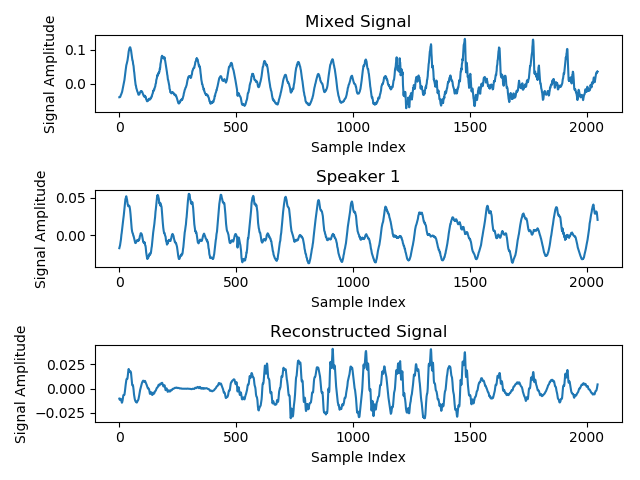 Mixed Signal
Signal Amplitude
0.1
0.0
0 500 1000 1500 2000
Sample Index
Speaker 1
Signal Amplitude
0.05
0.00
0 500 1000 1500 2000
Sample Index
Reconstructed Signal
Signal Amplitude
0.025
0.000
−0.025
0 500 1000 1500 2000
Sample Index